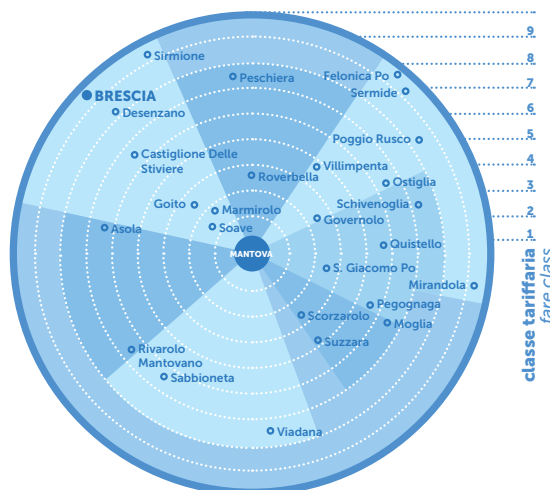 9
Sirmione
8
Peschiera
Felonica Po
7
BRESCIA
Sermide
6
Desenzano
5
Poggio Rusco
Castiglione Delle
Stiviere
4
Villimpenta
Roverbella
3
Ostiglia
Goito
Schivenoglia
2
Marmirolo
Governolo
1
Soave
Asola
Quistello
MANTOVA
S. Giacomo Po
Mirandola
Pegognaga
Scorzarolo
Moglia
Suzzara
Rivarolo
Mantovano
Sabbioneta
Viadana
classe tariffaria
fare class